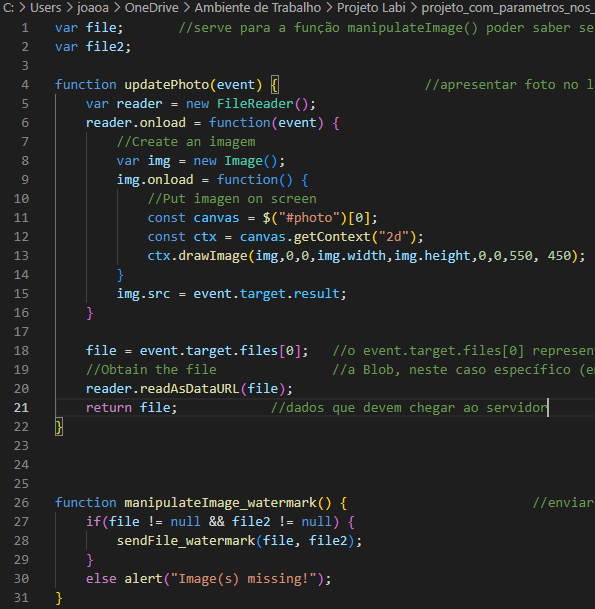 C: > Users > joaoa > OneDrive > Ambiente de Trabalho > Projeto Labi > projeto_com_parametros_nos_
1 var file; //serve para a função manipulateImage() poder saber se
2 var file2;
3
4 function updatePhoto(event) { //apresentar foto no l
5 var reader = new FileReader();
6 reader.onload = function(event) {
7 //Create an imagem
8 var img = new Image();
9 img.onload = function() {
10 //Put imagen on screen
11 const canvas = $("#photo")[0];
12 const ctx = canvas.getContext("2d");
13 ctx.drawImage(img,0,0,img.width,img.height,0,0,550, 450);
14 }
15 img.src = event.target.result;
16 }
17
18 file = event.target.files[0]; //o event.target.files[0] represen
19 //Obtain the file //a Blob, neste caso específico (e
20 reader.readAsDataURL(file);
21 return file; //dados que devem chegar ao servidor
22 }
23
24
25
26 function manipulateImage_watermark() { //enviar
27 if(file != null && file2 != null) {
28 sendFile_watermark(file, file2);
29 }
30 else alert("Image(s) missing!");
31 }